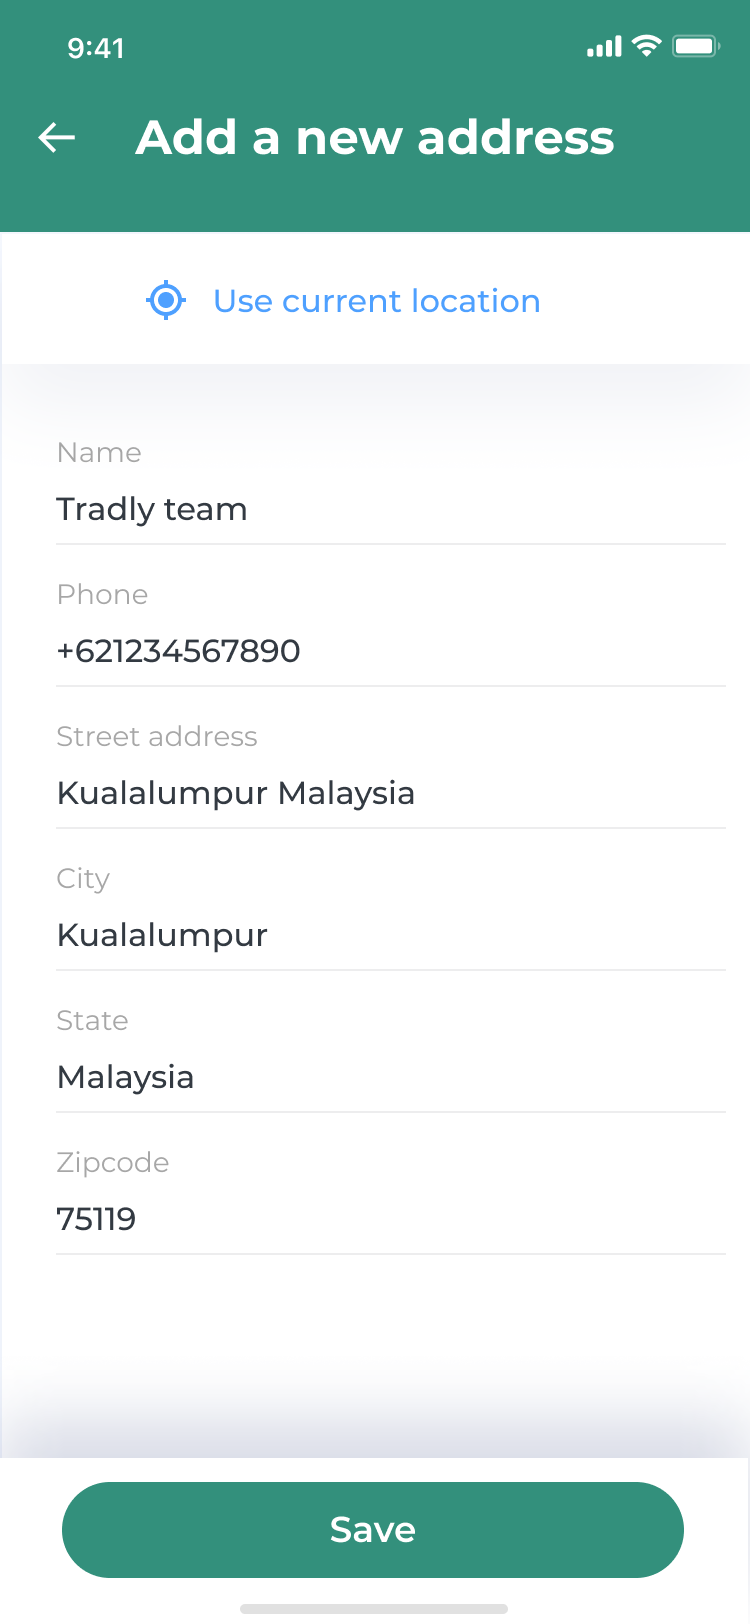 9:41
Add a new address
Use current location
Name
Tradly team
Phone
+621234567890
Street address
Kualalumpur Malaysia
City
Kualalumpur
State
Malaysia
Zipcode
75119
Save